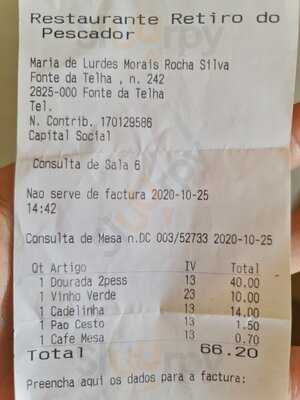 Restaurante Retiro do
Pescador
Maria de Lurdes Morais Rocha Silva
Fonte da Telha , n. 242
2825-000 Fonte da Telha
Tel.
N. Contrib. 170129586
Capital Social
Consulta de Sala 6
Nao serve de factura 2020-10-25
14:42
Consulta de Mesa n.DC 003/52733 2020-10-25
Qt Artigo IV Total
1 Dourada 2pess 13 40.00
1 Vinho Verde 23 10.00
1 Cadelinha 13 14.00
1 Pao Cesto 13 1.50
1 Cafe Mesa 13 0.70
Total 66.20
Preencha aqui os dados para a factura: